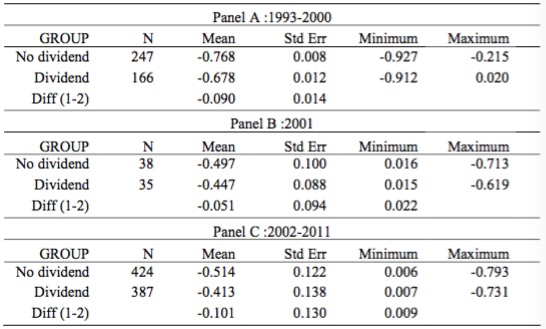 Panel A :1993-2000
GROUP N Mean Std Err Minimum Maximum
No dividend 247 -0.768 0.008 -0.927 -0.215
Dividend 166 -0.678 0.012 -0.912 0.020
Diff (1-2) -0.090 0.014
Panel B :2001
GROUP N Mean Std Err Minimum Maximum
No dividend 38 -0.497 0.100 0.016 -0.713
Dividend 35 -0.447 0.088 0.015 -0.619
Diff (1-2) -0.051 0.094 0.022
Panel C :2002-2011
GROUP N Mean Std Err Minimum Maximum
No dividend 424 -0.514 0.122 0.006 -0.793
Dividend 387 -0.413 0.138 0.007 -0.731
Diff (1-2) -0.101 0.130 0.009